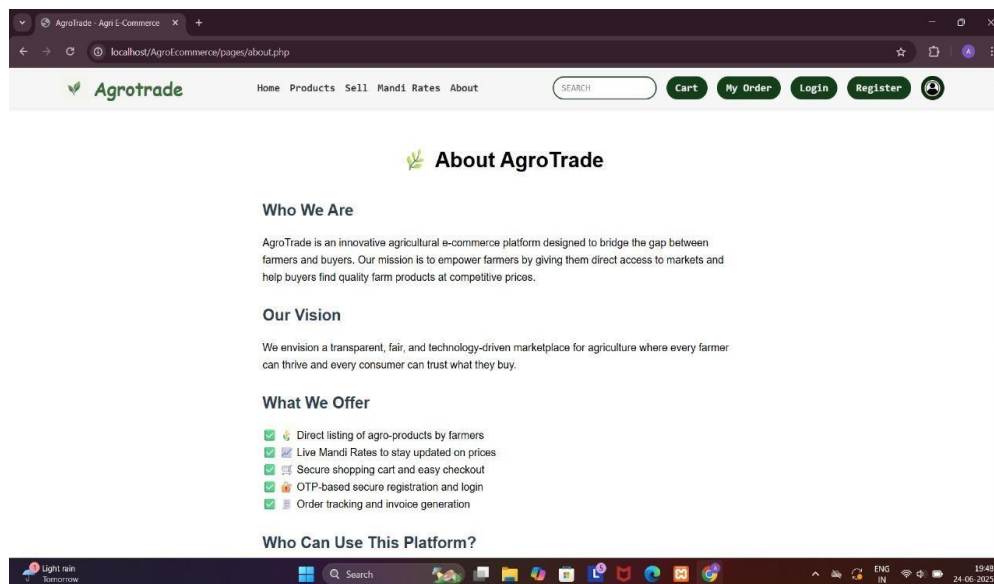 AgroTrade - Agri E-Commerce
localhost/AgroEcommerce/pages/about.php
Agrotrade
Home Products Sell Mandi Rates About
SEARCH
Cart
My Order
Login
Register
About AgroTrade
Who We Are
AgroTrade is an innovative agricultural e-commerce platform designed to bridge the gap between
farmers and buyers. Our mission is to empower farmers by giving them direct access to markets and
help buyers find quality farm products at competitive prices.
Our Vision
We envision a transparent, fair, and technology-driven marketplace for agriculture where every farmer
can thrive and every consumer can trust what they buy.
What We Offer
Direct listing of agro-products by farmers
Live Mandi Rates to stay updated on prices
Secure shopping cart and easy checkout
OTP-based secure registration and login
Order tracking and invoice generation
Who Can Use This Platform?
Light rain
Tomorrow
Search
ENG
IN
19:48
24-06-2025